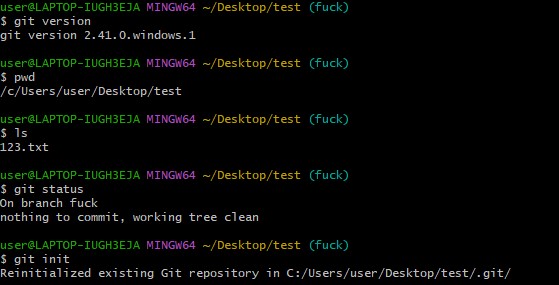 user@LAPTOP-IUGH3EJA MINGW64 ~/Desktop/test (fuck)
$ git version
git version 2.41.0.windows.1
user@LAPTOP-IUGH3EJA MINGW64 ~/Desktop/test (fuck)
$ pwd
/c/Users/user/Desktop/test
user@LAPTOP-IUGH3EJA MINGW64 ~/Desktop/test (fuck)
$ ls
123.txt
user@LAPTOP-IUGH3EJA MINGW64 ~/Desktop/test (fuck)
$ git status
On branch fuck
nothing to commit, working tree clean
user@LAPTOP-IUGH3EJA MINGW64 ~/Desktop/test (fuck)
$ git init
Reinitialized existing Git repository in C:/Users/user/Desktop/test/.git/